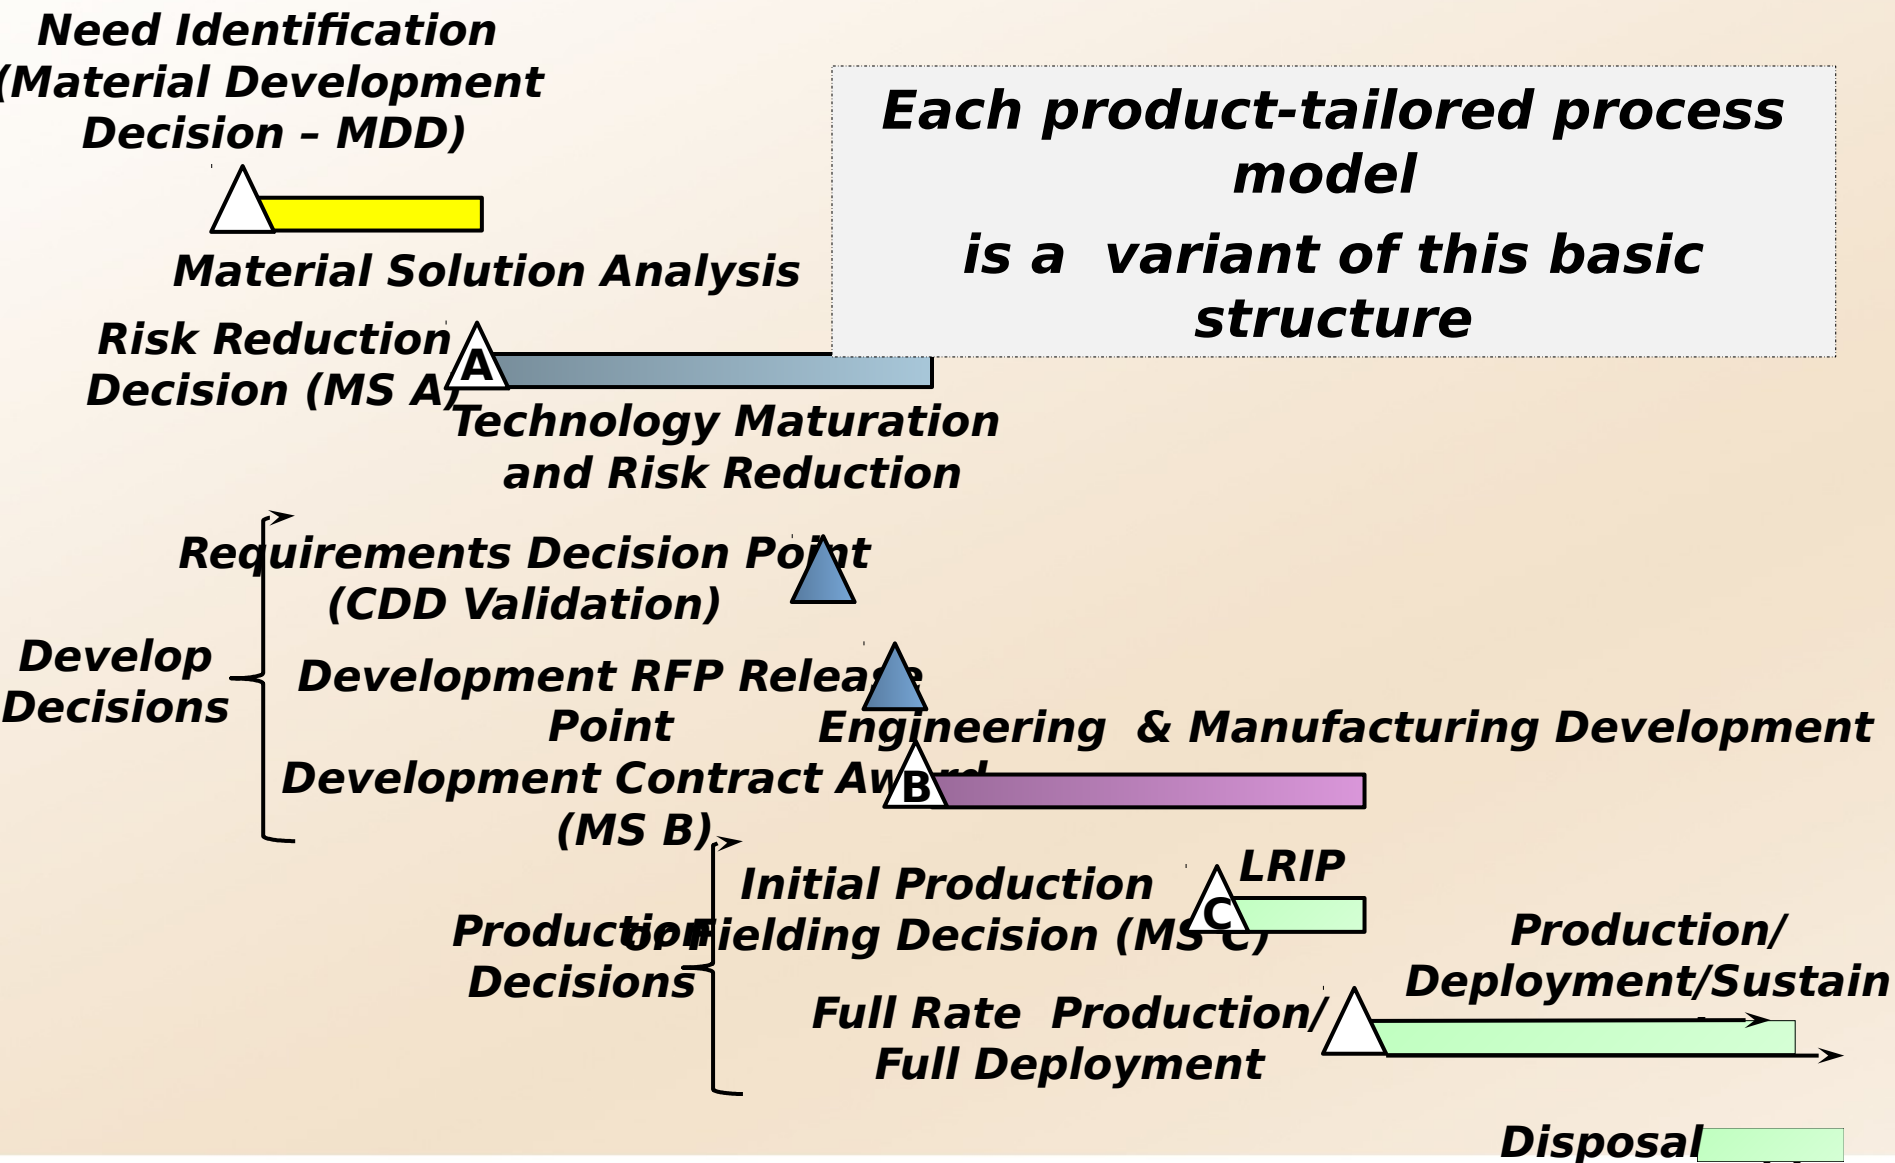 Need Identification
(Material Development
Decision – MDD)
Each product-tailored process
model
is a variant of this basic
structure
Material Solution Analysis
Risk Reduction
Decision (MS A)
A
Technology Maturation
and Risk Reduction
Requirements Decision Point
(CDD Validation)
Develop
Decisions
Development RFP Release
Point
Engineering & Manufacturing Development
Development Contract Award
(MS B)
B
LRIP
Initial Production
or Fielding Decision (MS C)
C
Production
Decisions
Production/
Deployment/Sustain
Full Rate Production/
Full Deployment
Disposal